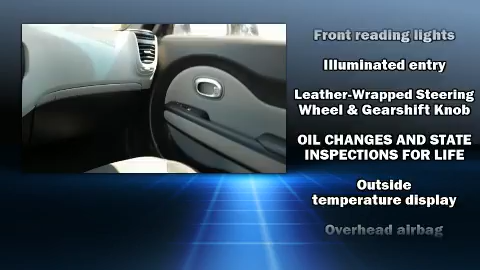 Front reading lights
Illuminated entry
Leather-Wrapped Steering
Wheel & Gearshift Knob
OIL CHANGES AND STATE
INSPECTIONS FOR LIFE
Outside
temperature display
Overhead airbag